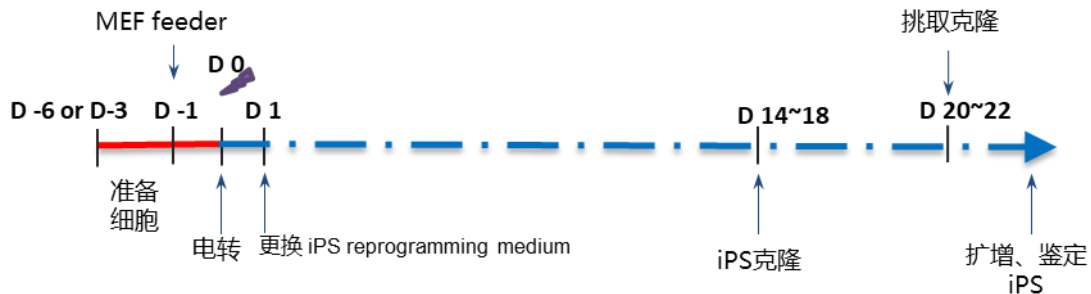 MEF feeder
挑取克隆
D 0
D -6 or D-3
D -1
D 1
D 14~18
D 20~22
准备
细胞
电转
更换 iPS reprogramming medium
iPS克隆
扩增、鉴定
iPS